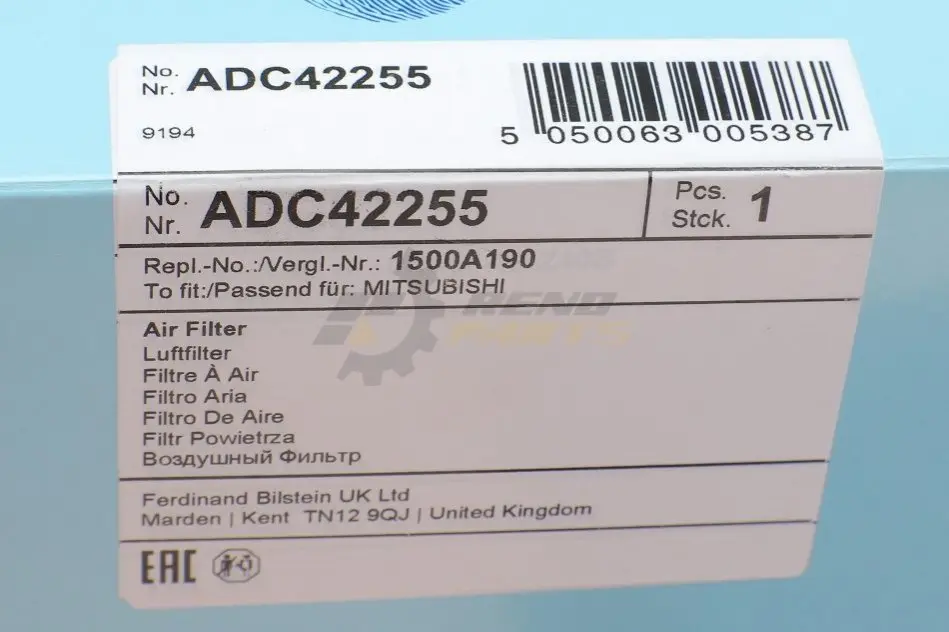 No.
Nr. ADC42255
9194
5 050063 005387
No.
Nr. ADC42255
Pcs.
Stck. 1
Repl.-No.:/Vergl.-Nr.: 1500A190
To fit:/Passend für: MITSUBISHI
REND
PARTS
Air Filter
Luftfilter
Filtre À Air
Filtro Aria
Filtro De Aire
Filtr Powietrza
Воздушный Фильтр
Ferdinand Bilstein UK Ltd
Marden | Kent TN12 9QJ | United Kingdom
EAC